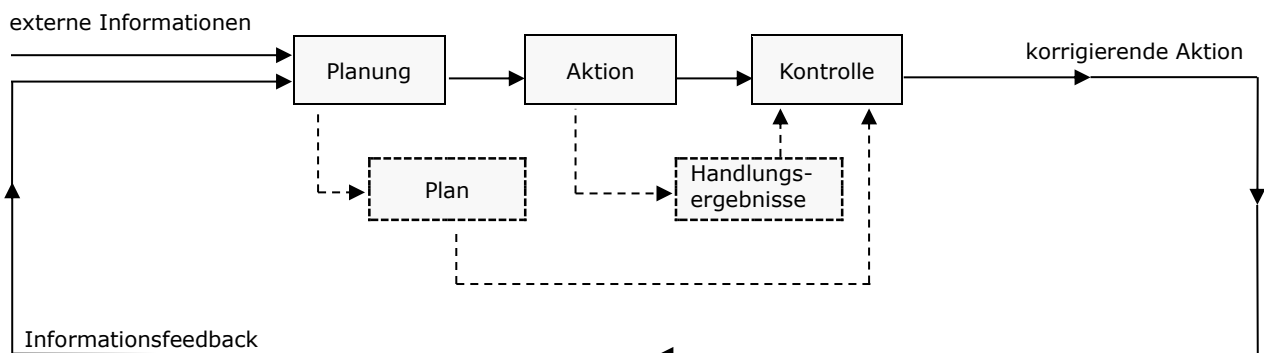 externe Informationen
korrigierende Aktion
Planung
Aktion
Kontrolle
Plan
Handlungs-
ergebnisse
Informationsfeedback